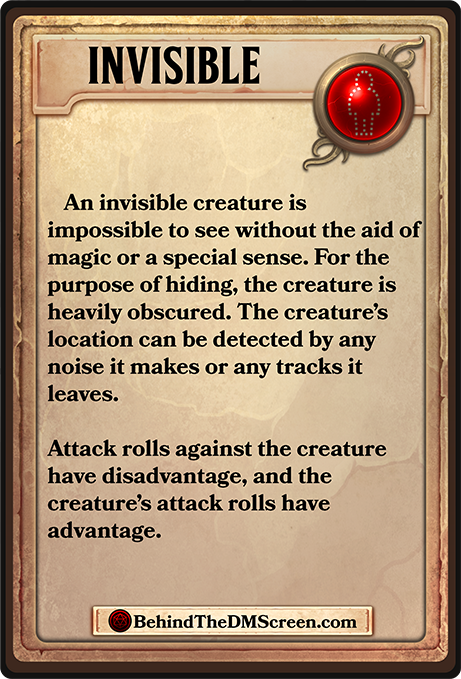 INVISIBLE
An invisible creature is
impossible to see without the aid of
magic or a special sense. For the
purpose of hiding, the creature is
heavily obscured. The creature's
location can be detected by any
noise it makes or any tracks it
leaves.
Attack rolls against the creature
have disadvantage, and the
creature's attack rolls have
advantage.
BehindTheDMScreen.com